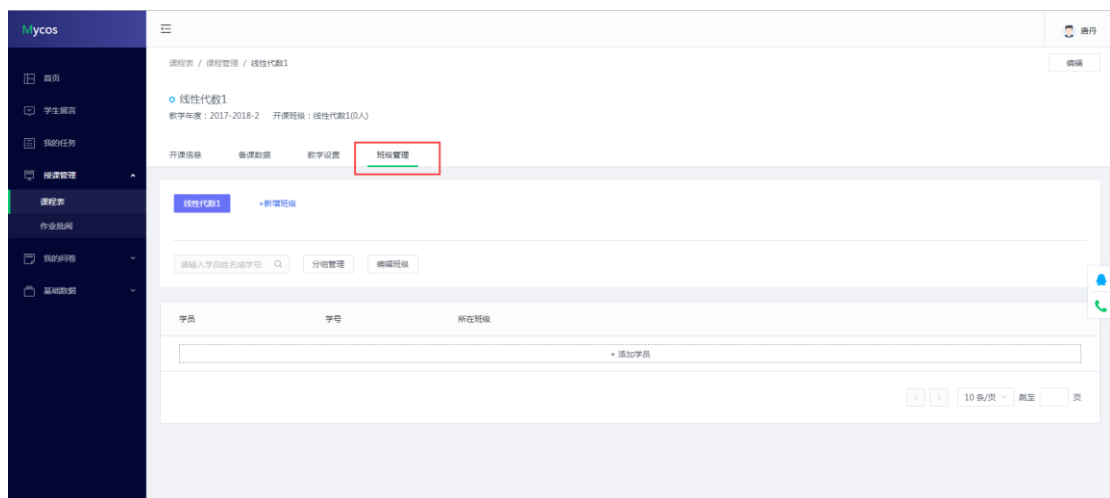 Mycos
唐丹
首页
学生留言
我的任务
授课管理
课程表
作业批阅
我的问卷
基础数据
课程表 / 课程管理 / 线性代数1
编辑
线性代数1
教学年度：2017-2018-2 开课班级：线性代数1(0人)
开课信息 备课数据 教学设置 班级管理
线性代数1 +新增班级
请输入学员姓名或学号 分组管理 编辑班级
学员 学号 所在班级
+ 添加学员
< > 10 条/页 跳至 页